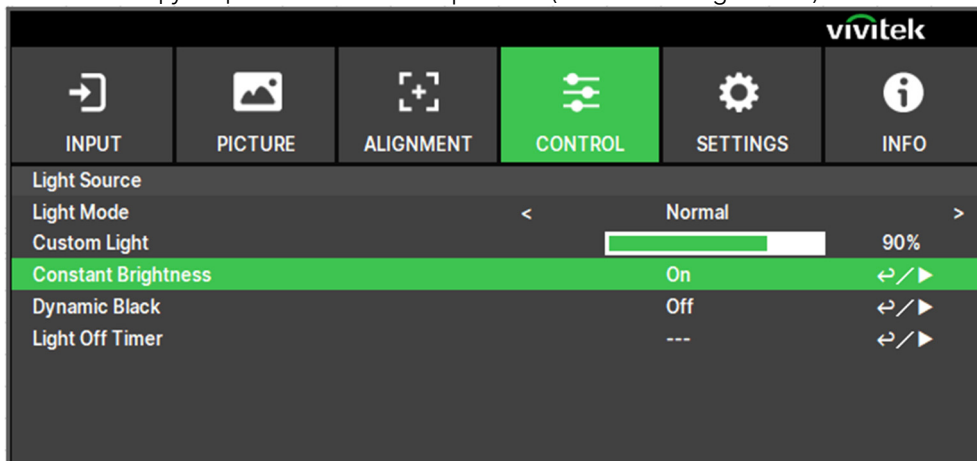 vivitek
INPUT PICTURE ALIGNMENT CONTROL SETTINGS INFO
Light Source
Light Mode < Normal >
Custom Light 90%
Constant Brightness On ↩/▶
Dynamic Black Off ↩/▶
Light Off Timer --- ↩/▶